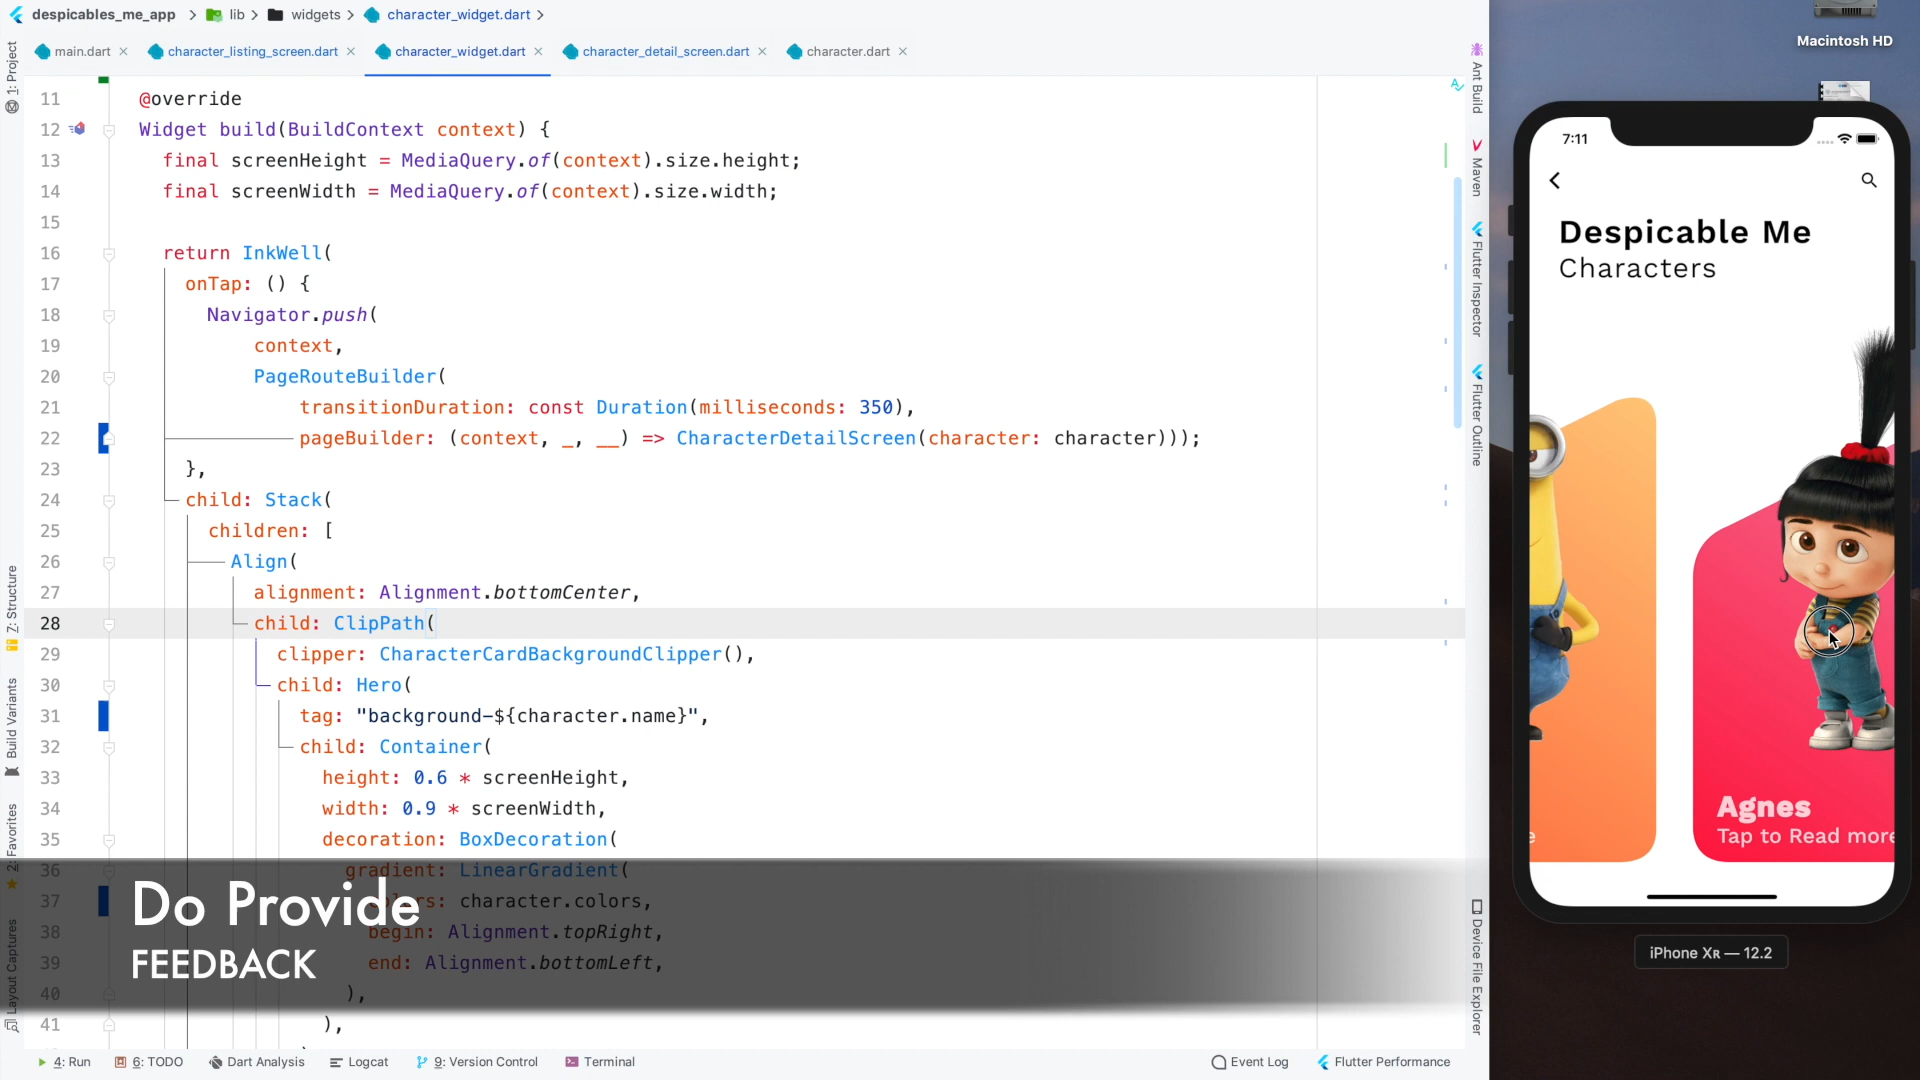 despicables_me_app
lib
widgets
character_widget.dart
main.dart
character_listing_screen.dart
character_widget.dart
character_detail_screen.dart
character.dart
1: Project
7: Structure
Build Variants
2: Favorites
Layout Captures
11 @override
12 Widget build(BuildContext context) {
13 final screenHeight = MediaQuery.of(context).size.height;
14 final screenWidth = MediaQuery.of(context).size.width;
15
16 return InkWell(
17 onTap: () {
18 Navigator.push(
19 context,
20 PageRouteBuilder(
21 transitionDuration: const Duration(milliseconds: 350),
22 pageBuilder: (context, _, __) => CharacterDetailScreen(character: character)));
23 },
24 child: Stack(
25 children: [
26 Align(
27 alignment: Alignment.bottomCenter,
28 child: ClipPath(
29 clipper: CharacterCardBackgroundClipper(),
30 child: Hero(
31 tag: "background-${character.name}",
32 child: Container(
33 height: 0.6 * screenHeight,
34 width: 0.9 * screenWidth,
35 decoration: BoxDecoration(
36 gradient: LinearGradient(
37 colors: character.colors,
38 begin: Alignment.topRight,
39 end: Alignment.bottomLeft,
40 ),
41 ),
Do Provide
FEEDBACK
4: Run
6: TODO
Dart Analysis
Logcat
9: Version Control
Terminal
Event Log
Flutter Performance
Ant Build
Maven
Flutter Inspector
Flutter Outline
Device File Explorer
Macintosh HD
7:11
Despicable Me
Characters
e
Agnes
Tap to Read more
iPhone XR — 12.2